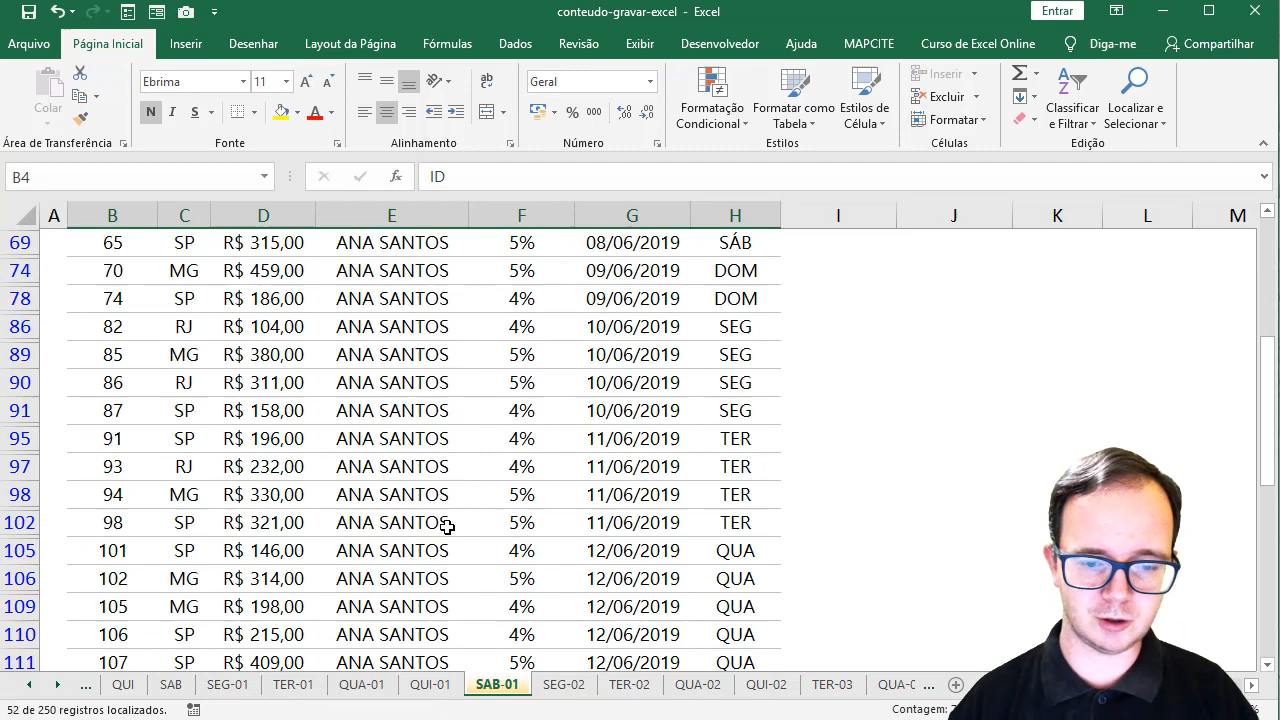 conteudo-gravar-excel - Excel
Entrar
Arquivo Página Inicial Inserir Desenhar Layout da Página Fórmulas Dados Revisão Exibir Desenvolvedor Ajuda MAPCITE Curso de Excel Online Diga-me Compartilhar
Colar
Ebrima 11
N I S
Geral
% 000
Formatação Condicional
Formatar como Tabela
Estilos de Célula
Inserir
Excluir
Formatar
Classificar e Filtrar
Localizar e Selecionar
Área de Transferência Fonte Alinhamento Número Estilos Células Edição
B4 fx ID
A B C D E F G H I J K L M
69 65 SP R$ 315,00 ANA SANTOS 5% 08/06/2019 SÁB
74 70 MG R$ 459,00 ANA SANTOS 5% 09/06/2019 DOM
78 74 SP R$ 186,00 ANA SANTOS 4% 09/06/2019 DOM
86 82 RJ R$ 104,00 ANA SANTOS 4% 10/06/2019 SEG
89 85 MG R$ 380,00 ANA SANTOS 5% 10/06/2019 SEG
90 86 RJ R$ 311,00 ANA SANTOS 5% 10/06/2019 SEG
91 87 SP R$ 158,00 ANA SANTOS 4% 10/06/2019 SEG
95 91 SP R$ 196,00 ANA SANTOS 4% 11/06/2019 TER
97 93 RJ R$ 232,00 ANA SANTOS 4% 11/06/2019 TER
98 94 MG R$ 330,00 ANA SANTOS 5% 11/06/2019 TER
102 98 SP R$ 321,00 ANA SANTOS 5% 11/06/2019 TER
105 101 SP R$ 146,00 ANA SANTOS 4% 12/06/2019 QUA
106 102 MG R$ 314,00 ANA SANTOS 5% 12/06/2019 QUA
109 105 MG R$ 198,00 ANA SANTOS 4% 12/06/2019 QUA
110 106 SP R$ 215,00 ANA SANTOS 4% 12/06/2019 QUA
111 107 SP R$ 409,00 ANA SANTOS 5% 12/06/2019 QUA
... QUI SAB SEG-01 TER-01 QUA-01 QUI-01 SAB-01 SEG-02 TER-02 QUA-02 QUI-02 TER-03 QUA-0 ...
52 de 250 registros localizados. Contagem: